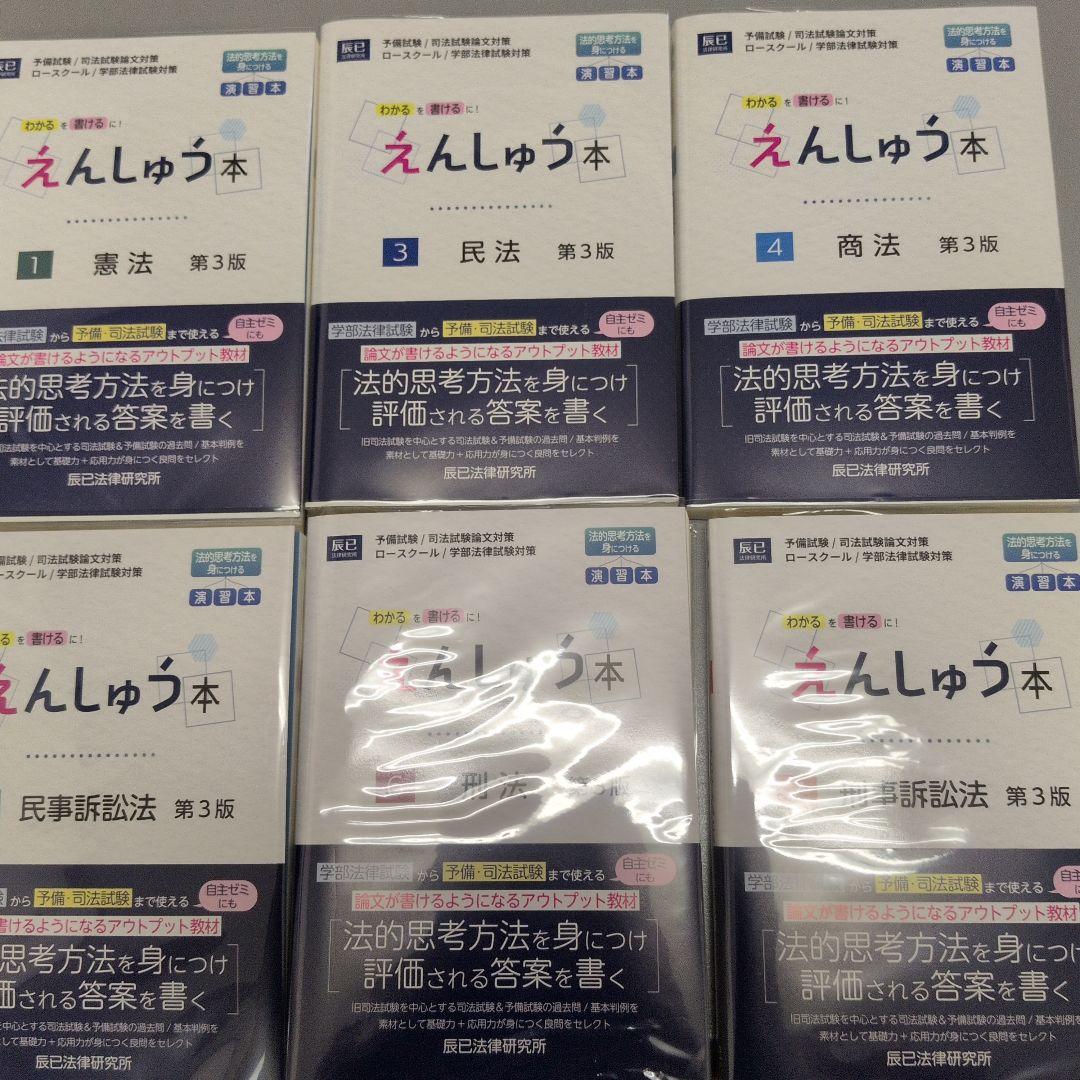 辰已
律研究所
予備試験/司法試験論文対策
ロースクール/学部法律試験対策
法的思考方法を
身につける
演習本
わかるを書けるに!
えんしゅう本
1 憲法 第3版
法律試験から予備・司法試験まで使える
自主ゼミ
にも
論文が書けるようになるアウトプット教材
法的思考方法を身につけ
評価される答案を書く
司法試験を中心とする司法試験&予備試験の過去問/基本判例を
素材として基礎力+応用力が身につく良問をセレクト
辰已法律研究所
辰已
法律研究所
予備試験/司法試験論文対策
ロースクール/学部法律試験対策
法的思考方法を
身につける
演習本
わかるを書けるに!
えんしゅう本
3 民法 第3版
学部法律試験から予備・司法試験まで使える
自主ゼミ
にも
論文が書けるようになるアウトプット教材
法的思考方法を身につけ
評価される答案を書く
旧司法試験を中心とする司法試験&予備試験の過去問/基本判例を
素材として基礎力+応用力が身につく良問をセレクト
辰已法律研究所
辰已
法律研究所
予備試験/司法試験論文対策
ロースクール/学部法律試験対策
法的思考方法を
身につける
演習本
わかるを書けるに!
えんしゅう本
4 商法 第3版
学部法律試験から予備・司法試験まで使える
自主ゼミ
にも
論文が書けるようになるアウトプット教材
法的思考方法を身につけ
評価される答案を書く
旧司法試験を中心とする司法試験&予備試験の過去問/基本判例を
素材として基礎力+応用力が身につく良問をセレクト
辰已法律研究所
備試験/司法試験論文対策
ースクール/学部法律試験対策
法的思考方法を
身につける
演習本
るを書けるに!
えんしゅう本
民事訴訟法 第3版
験から予備・司法試験まで使える
自主ゼミ
にも
書けるようになるアウトプット教材
思考方法を身につけ
価される答案を書く
を中心とする司法試験&予備試験の過去問/基本判例を
として基礎力+応用力が身につく良問をセレクト
辰已法律研究所
辰已
法律研究所
予備試験/司法試験論文対策
ロースクール/学部法律試験対策
法的思考方法を
身につける
演習本
わかるを書けるに!
えんしゅう本
6 刑法 第3版
学部法律試験から予備・司法試験まで使える
自主ゼミ
にも
論文が書けるようになるアウトプット教材
法的思考方法を身につけ
評価される答案を書く
旧司法試験を中心とする司法試験&予備試験の過去問/基本判例を
素材として基礎力+応用力が身につく良問をセレクト
辰已法律研究所
辰已
法律研究所
予備試験/司法試験論文対策
ロースクール/学部法律試験対策
法的思考方法を
身につける
演習本
わかるを書けるに!
えんしゅう本
刑事訴訟法 第3版
学部法律試験から予備・司法試験まで使える
自主
に
論文が書けるようになるアウトプット教材
法的思考方法を身につけ
評価される答案を書く
旧司法試験を中心とする司法試験&予備試験の過去問/基本判例を
素材として基礎力+応用力が身につく良問をセレクト
辰已法律研究所